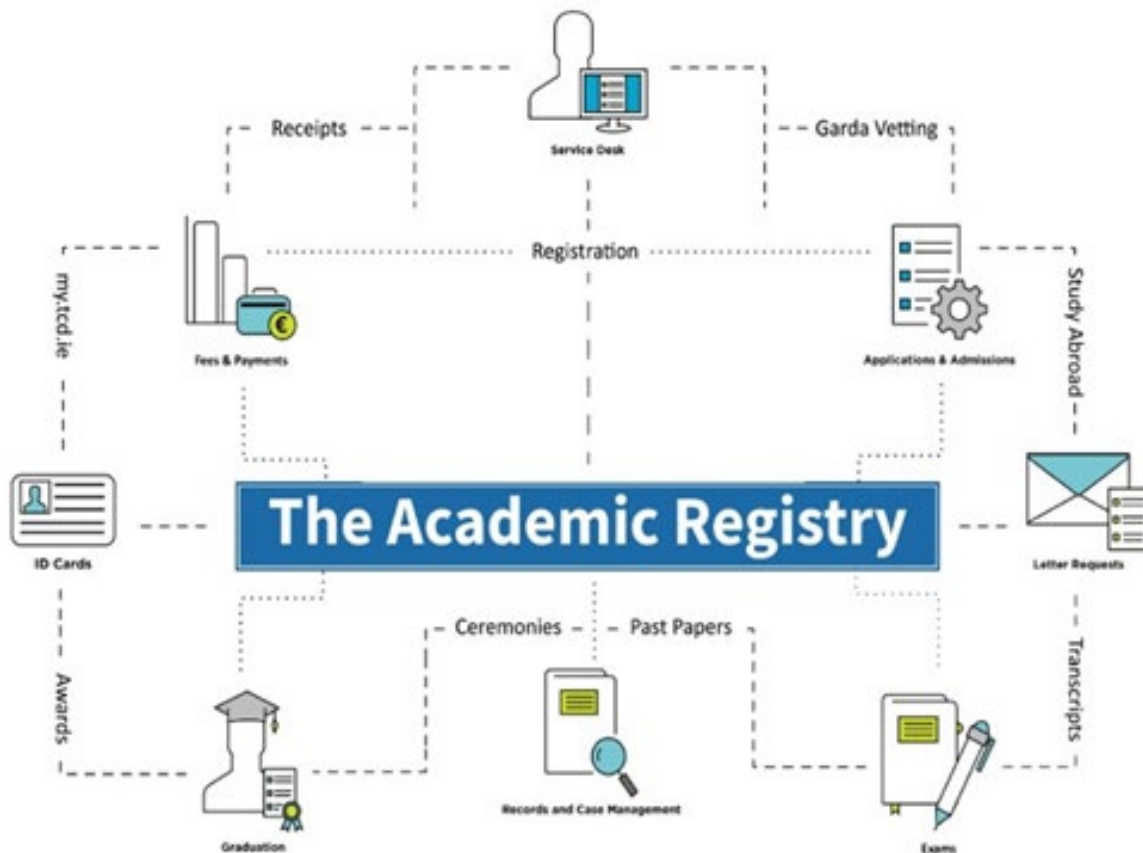 Service Desk
Receipts
Garda Vetting
Registration
my.tcd.ie
Fees & Payments
Applications & Admissions
Study Abroad
€
The Academic Registry
ID Cards
Letter Requests
Ceremonies
Past Papers
Awards
Transcripts
Graduation
Records and Case Management
Exams